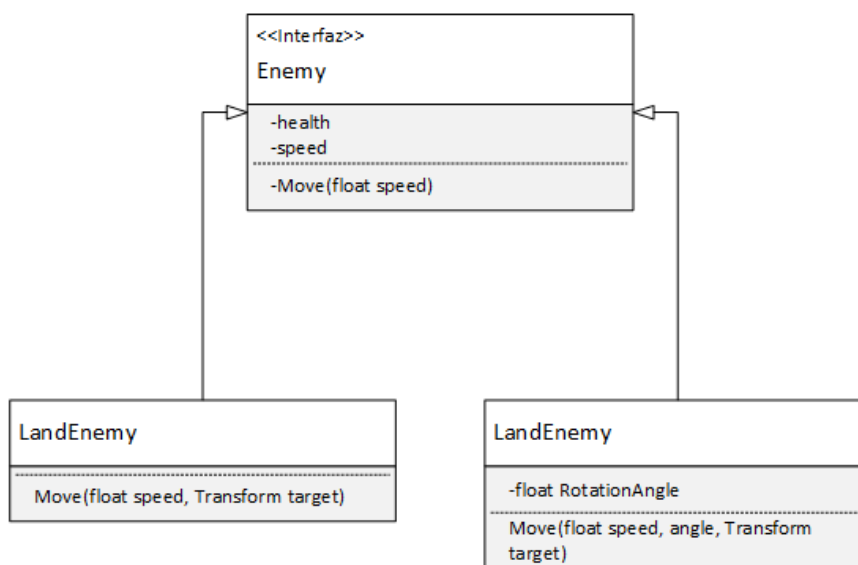 <<Interfaz>>
Enemy
-health
-speed
-Move(float speed)
LandEnemy
Move(float speed, Transform target)
LandEnemy
-float RotationAngle
Move(float speed, angle, Transform
target)